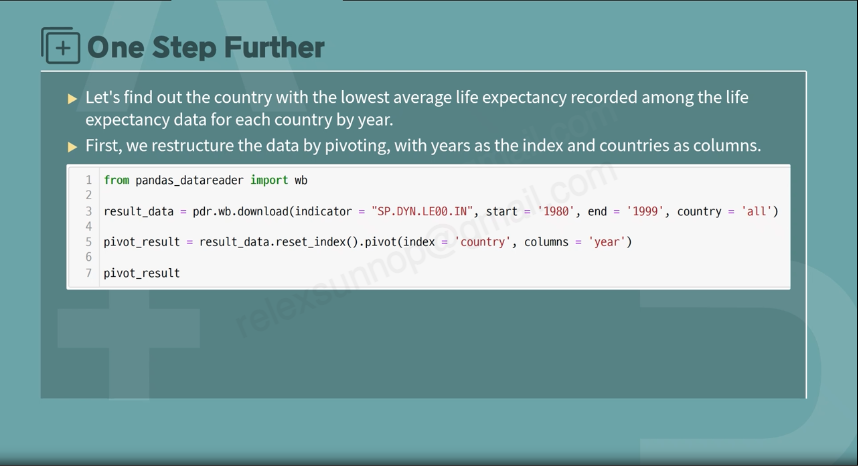 One Step Further
Let's find out the country with the lowest average life expectancy recorded among the life
expectancy data for each country by year.
First, we restructure the data by pivoting, with years as the index and countries as columns.
1 from pandas_datareader import wb
2
3 result_data = pdr.wb.download(indicator = "SP.DYN.LE00.IN", start = '1980', end = '1999', country = 'all')
4
5 pivot_result = result_data.reset_index().pivot(index = 'country', columns = 'year')
6
7 pivot_result
relexsunnop@gmail.com